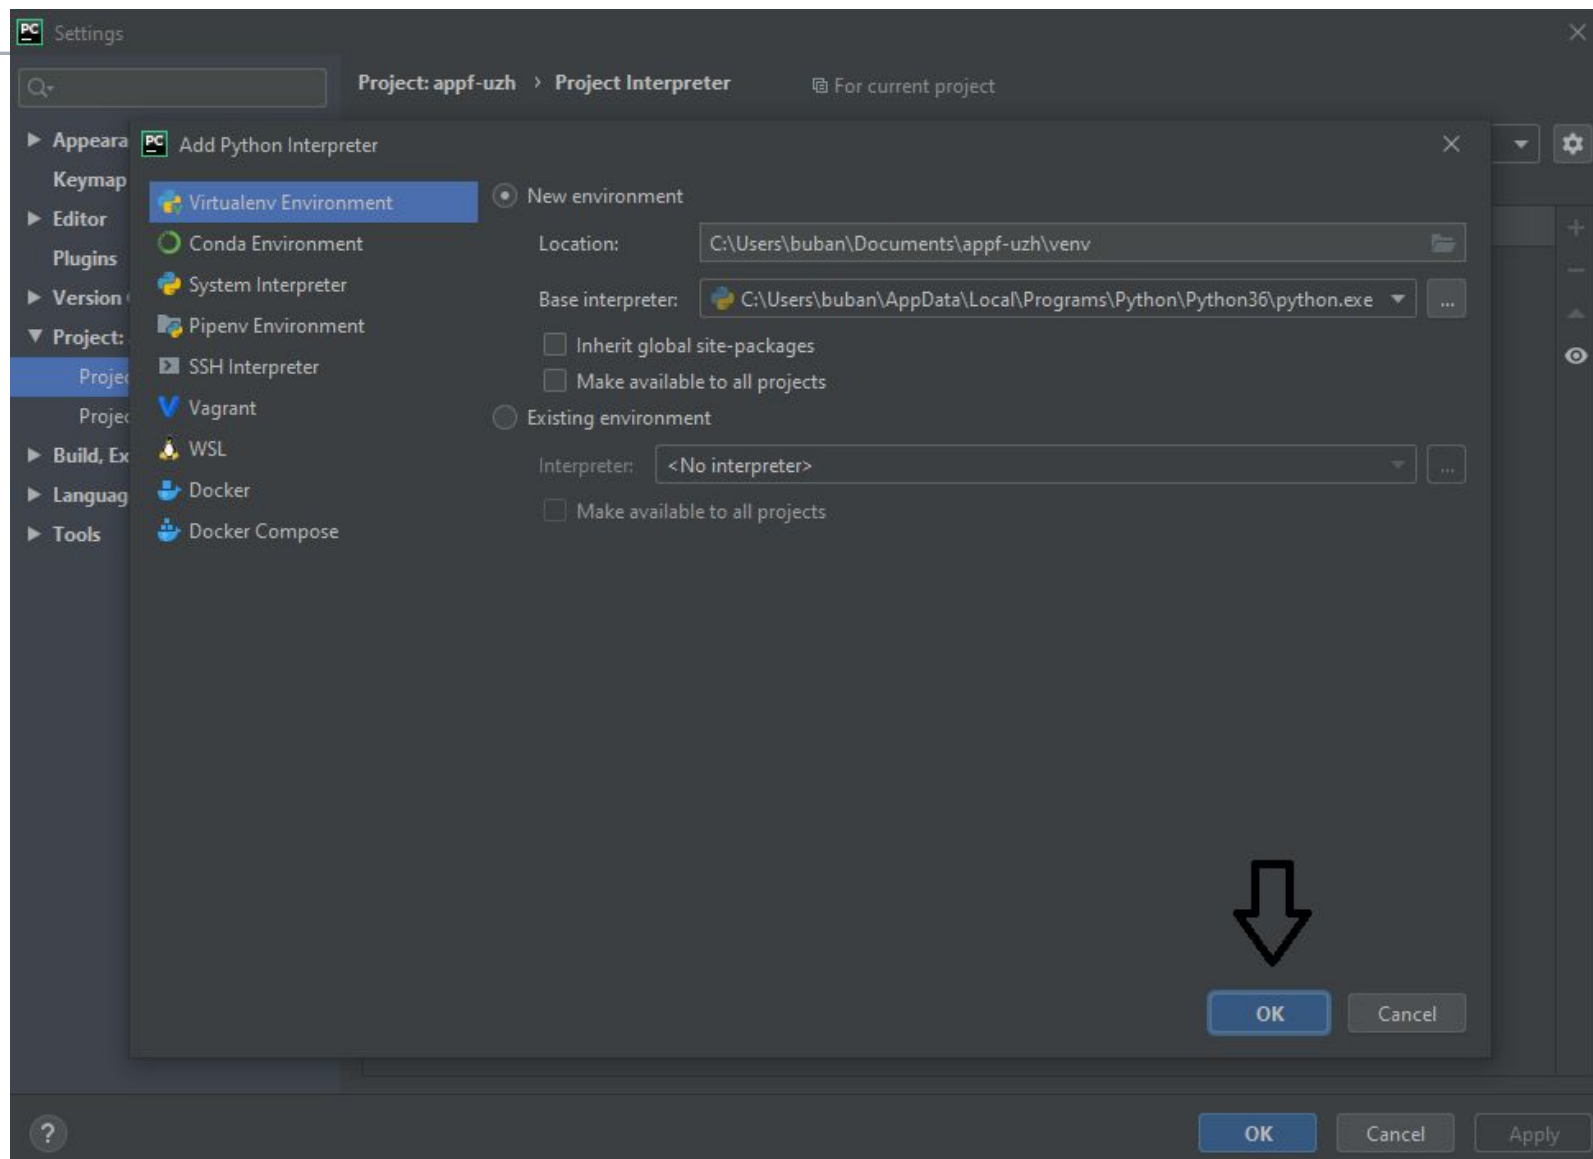 PC Settings
Project: appf-uzh › Project Interpreter For current project
Appeara
Keymap
Editor
Plugins
Version
Project:
Projec
Projec
Build, Ex
Languag
Tools
PC Add Python Interpreter
Virtualenv Environment
Conda Environment
System Interpreter
Pipenv Environment
SSH Interpreter
Vagrant
WSL
Docker
Docker Compose
New environment
Location: C:\Users\buban\Documents\appf-uzh\venv
Base interpreter: C:\Users\buban\AppData\Local\Programs\Python\Python36\python.exe ...
Inherit global site-packages
Make available to all projects
Existing environment
Interpreter: <No interpreter> ...
Make available to all projects
OK Cancel
? OK Cancel Apply